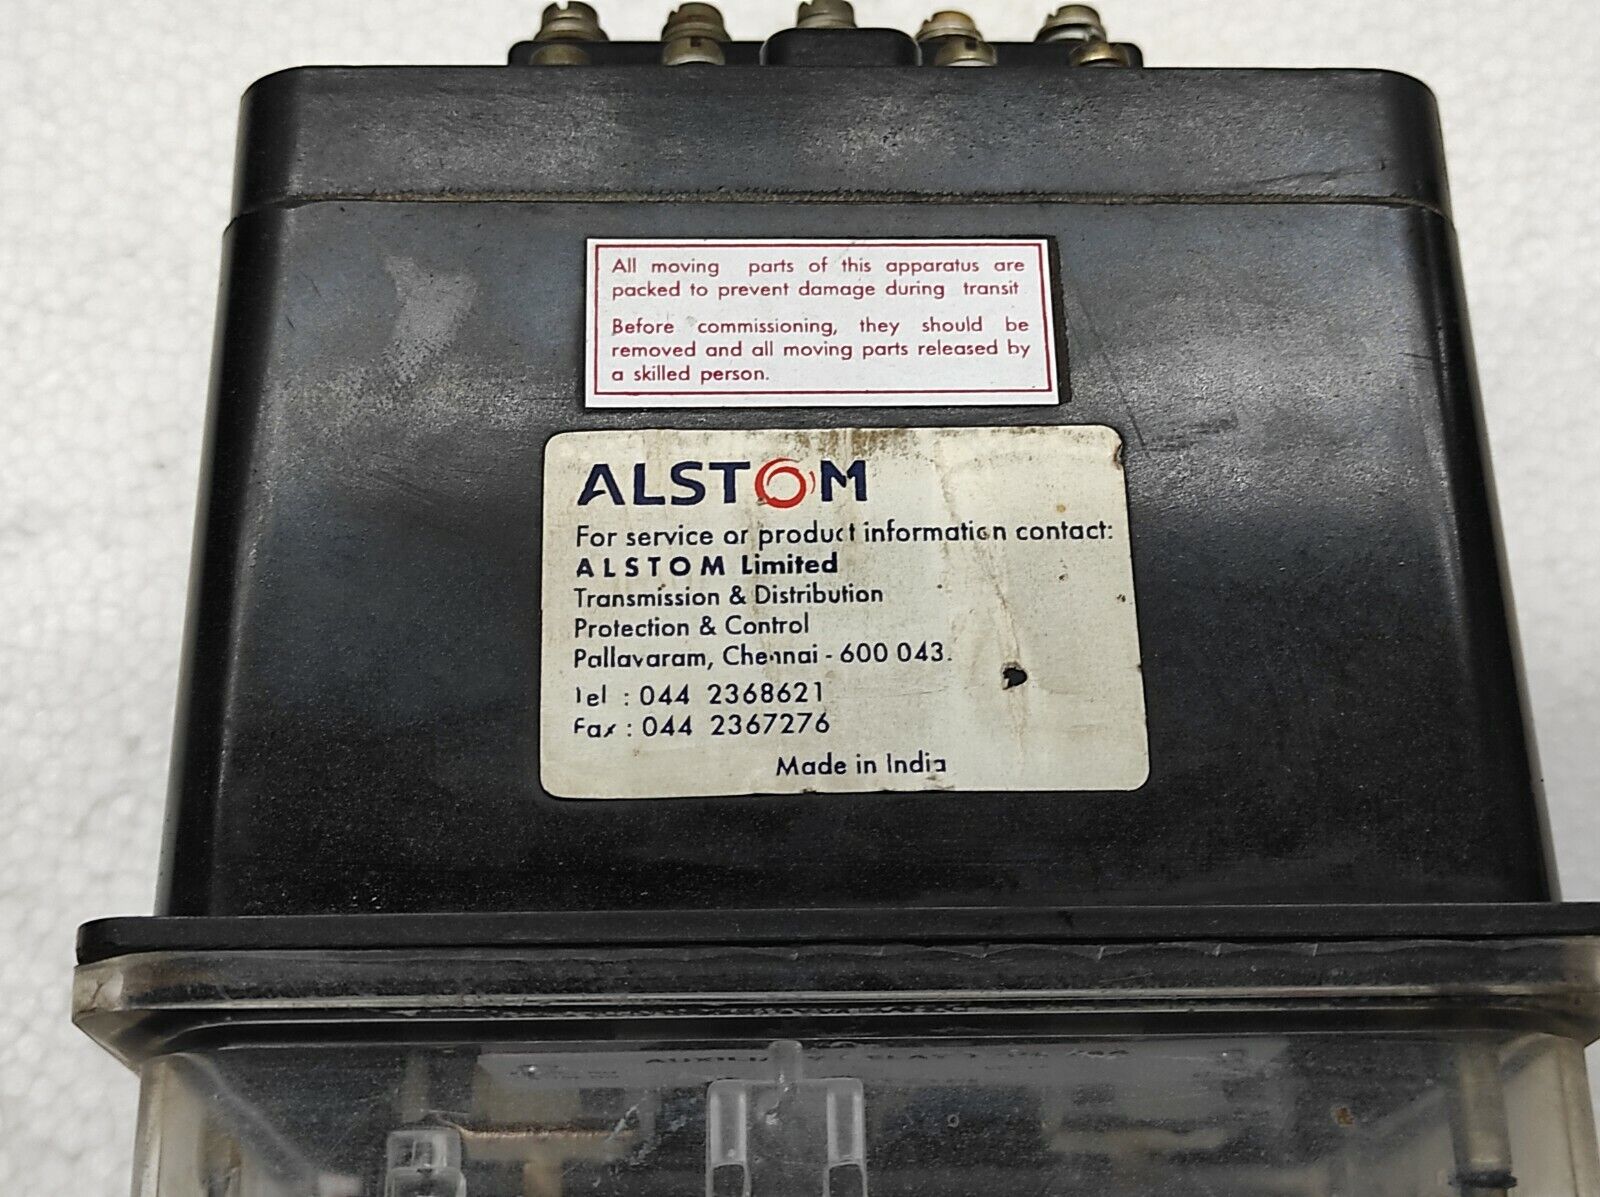 All moving parts of this apparatus are
packed to prevent damage during transit
Before commissioning, they should be
removed and all moving parts released by
a skilled person.
ALSTOM
For service or product information contact:
ALSTOM Limited
Transmission & Distribution
Protection & Control
Pallavaram, Chennai - 600 043.
Tel : 044 2368621
Fax : 044 2367276
Made in India
AUXILIARY RELAY